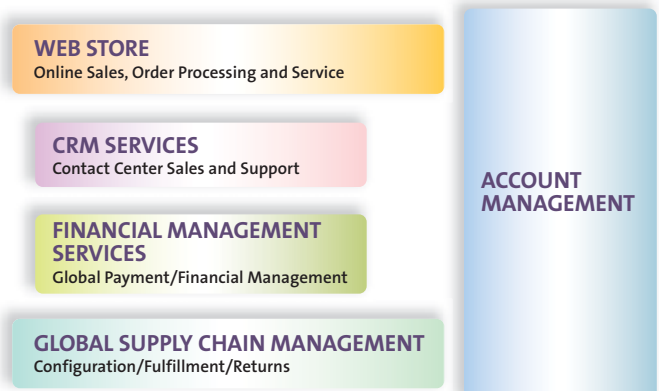 WEB STORE
Online Sales, Order Processing and Service
CRM SERVICES
Contact Center Sales and Support
FINANCIAL MANAGEMENT
SERVICES
Global Payment/Financial Management
GLOBAL SUPPLY CHAIN MANAGEMENT
Configuration/Fulfillment/Returns
ACCOUNT
MANAGEMENT